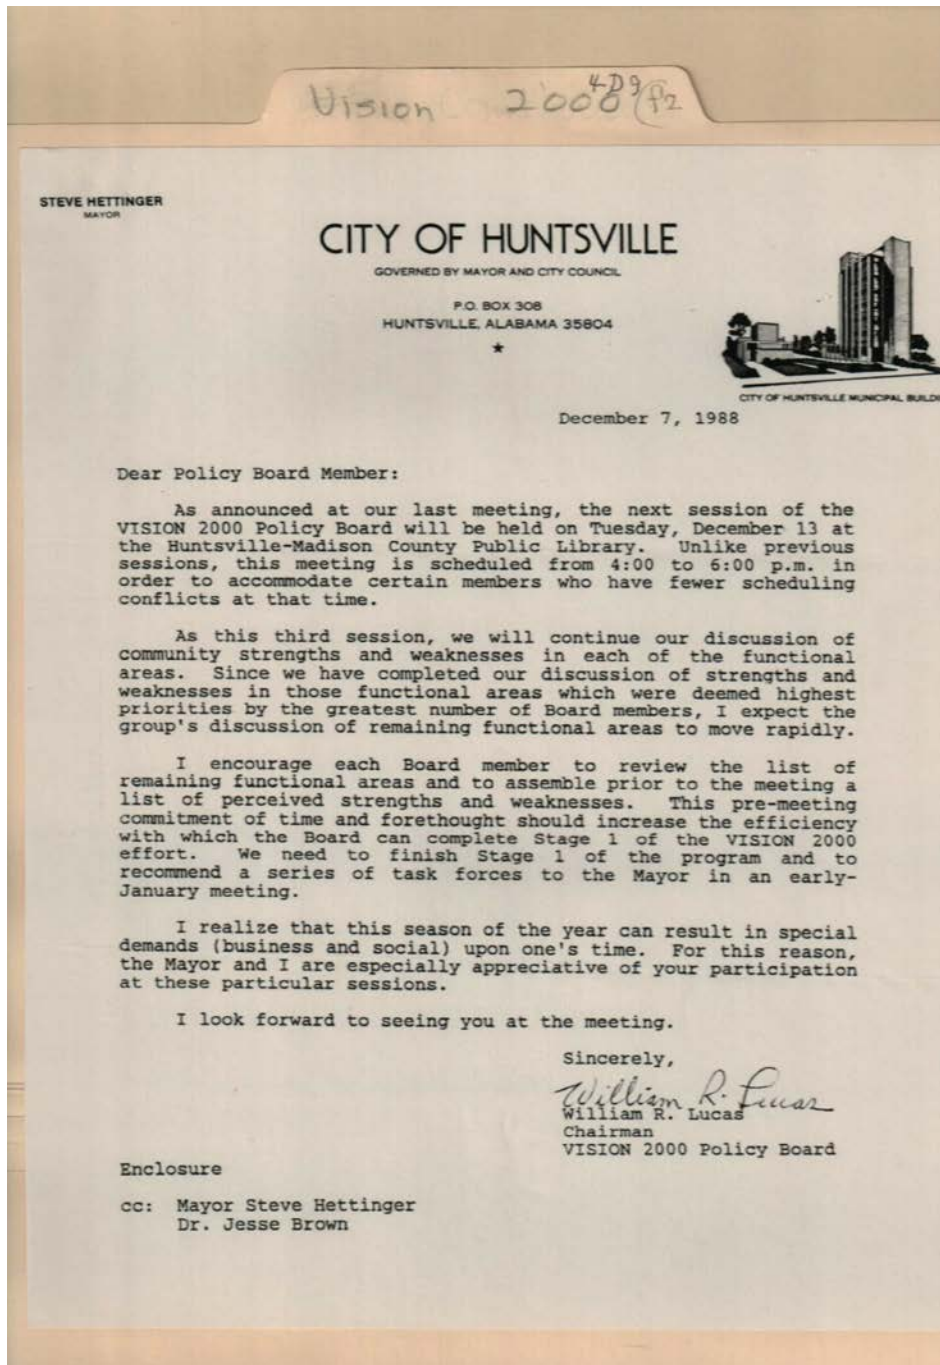 Vision 2000 4D9 f2
STEVE HETTINGER
MAYOR
CITY OF HUNTSVILLE
GOVERNED BY MAYOR AND CITY COUNCIL
P.O. BOX 308
HUNTSVILLE, ALABAMA 35804
CITY OF HUNTSVILLE MUNICIPAL BUILD
December 7, 1988
Dear Policy Board Member:
As announced at our last meeting, the next session of the
VISION 2000 Policy Board will be held on Tuesday, December 13 at
the Huntsville-Madison County Public Library. Unlike previous
sessions, this meeting is scheduled from 4:00 to 6:00 p.m. in
order to accommodate certain members who have fewer scheduling
conflicts at that time.
As this third session, we will continue our discussion of
community strengths and weaknesses in each of the functional
areas. Since we have completed our discussion of strengths and
weaknesses in those functional areas which were deemed highest
priorities by the greatest number of Board members, I expect the
group's discussion of remaining functional areas to move rapidly.
I encourage each Board member to review the list of
remaining functional areas and to assemble prior to the meeting a
list of perceived strengths and weaknesses. This pre-meeting
commitment of time and forethought should increase the efficiency
with which the Board can complete Stage 1 of the VISION 2000
effort. We need to finish Stage 1 of the program and to
recommend a series of task forces to the Mayor in an early-
January meeting.
I realize that this season of the year can result in special
demands (business and social) upon one's time. For this reason,
the Mayor and I are especially appreciative of your participation
at these particular sessions.
I look forward to seeing you at the meeting.
Sincerely,
William R. Lucas
William R. Lucas
Chairman
VISION 2000 Policy Board
Enclosure
cc: Mayor Steve Hettinger
Dr. Jesse Brown